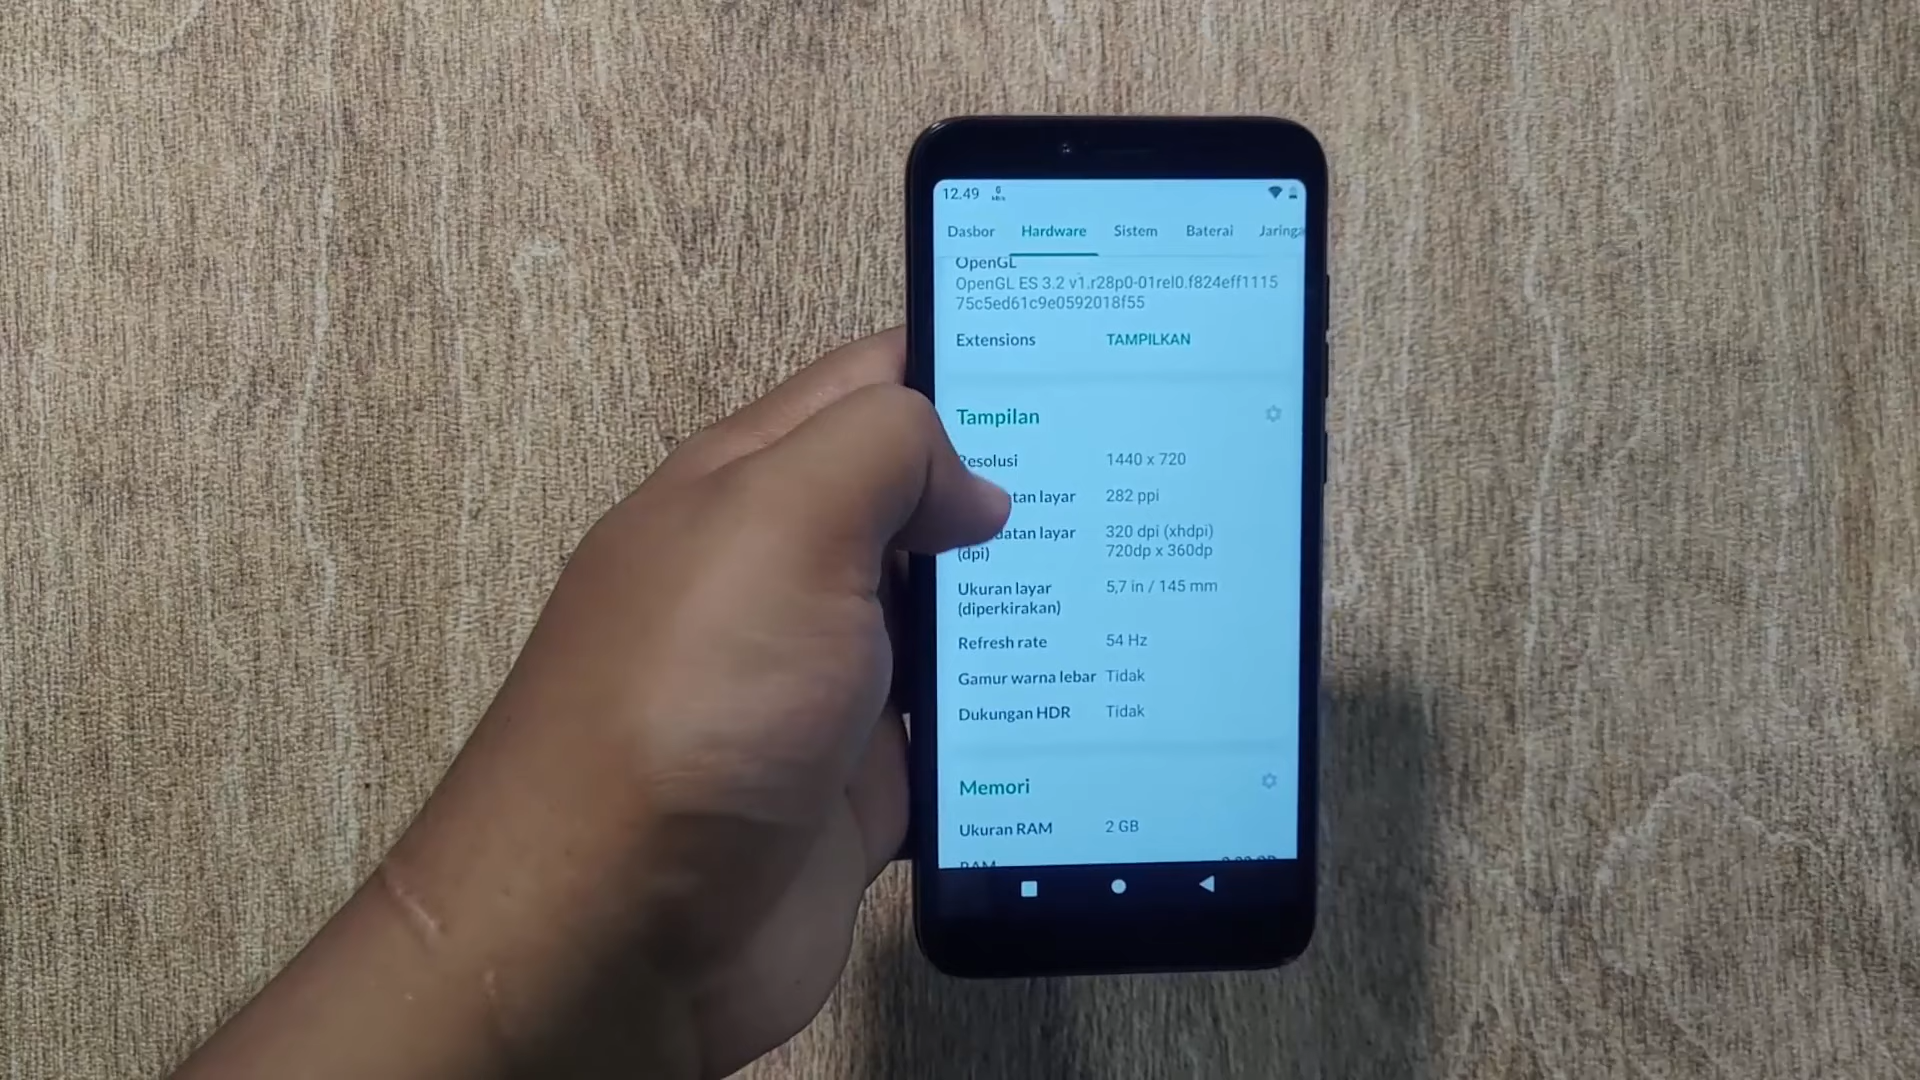 12.49
Dasbor Hardware Sistem Baterai Jaringa
OpenGL
OpenGL ES 3.2 v1.r28p0-01rel0.f824eff1115
75c5ed61c9e0592018f55
Extensions TAMPILKAN
Tampilan
Resolusi 1440 x 720
tan layar 282 ppi
datan layar 320 dpi (xhdpi)
(dpi) 720dp x 360dp
Ukuran layar 5,7 in / 145 mm
(diperkirakan)
Refresh rate 54 Hz
Gamur warna lebar Tidak
Dukungan HDR Tidak
Memori
Ukuran RAM 2 GB
RAM